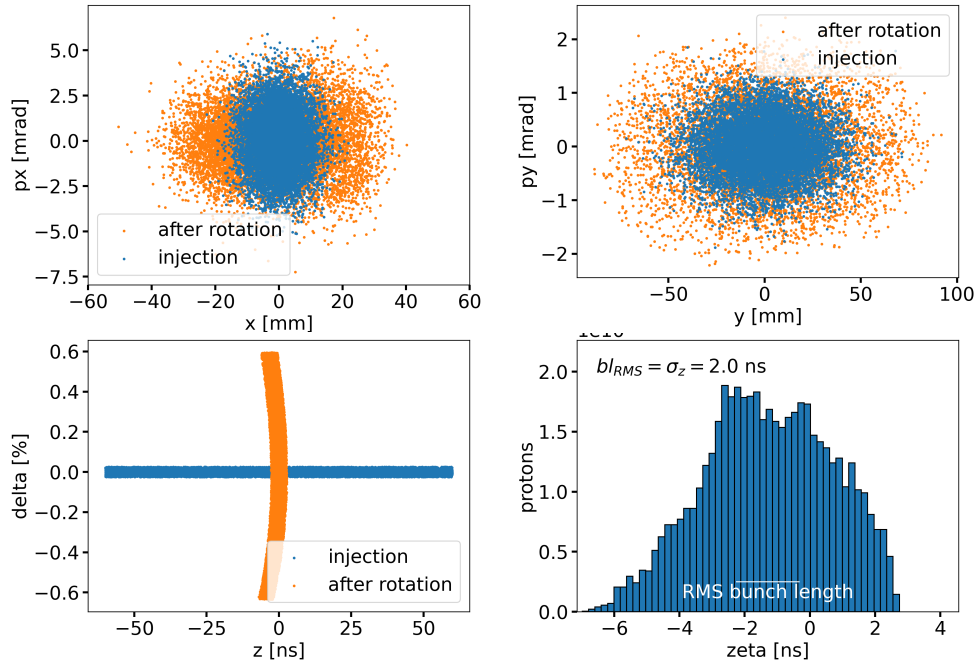 5.0
2.5
0.0
−2.5
−5.0
−7.5
px [mrad]
after rotation
injection
−60 −40 −20 0 20 40 60
x [mm]
2
1
0
−1
−2
py [mrad]
after rotation
injection
−50 0 50 100
y [mm]
0.6
0.4
0.2
0.0
−0.2
−0.4
−0.6
delta [%]
injection
after rotation
−50 −25 0 25 50
z [ns]
2.0
1.5
1.0
0.5
0.0
protons
bl_RMS = σ_z = 2.0 ns
RMS bunch length
−6 −4 −2 0 2 4
zeta [ns]